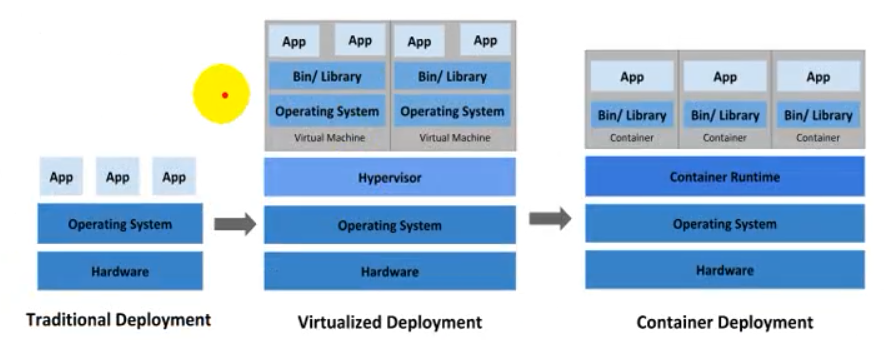 App App App
Operating System
Hardware
Traditional Deployment
App App App App
Bin/ Library Bin/ Library
Operating System Operating System
Virtual Machine Virtual Machine
Hypervisor
Operating System
Hardware
Virtualized Deployment
App App App
Bin/ Library Bin/ Library Bin/ Library
Container Container Container
Container Runtime
Operating System
Hardware
Container Deployment